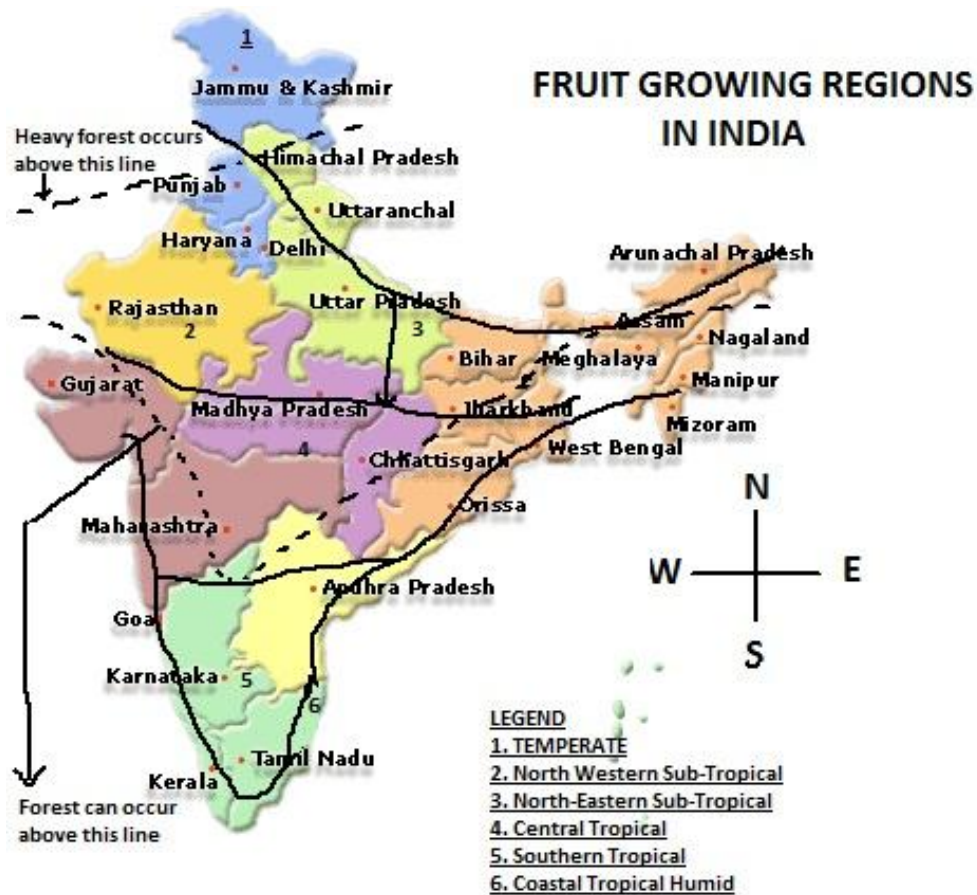 1
Jammu & Kashmir
FRUIT GROWING REGIONS
IN INDIA
Heavy forest occurs
above this line
Himachal Pradesh
Punjab
Uttaranchal
Haryana
Delhi
Arunachal Pradesh
Rajasthan
2
Uttar Pradesh
3
Assam
Nagaland
Bihar
Meghalaya
Gujarat
Manipur
Madhya Pradesh
Jharkhand
Mizoram
4
Chhattisgarh
West Bengal
Orissa
Maharashtra
N
W
E
S
Andhra Pradesh
Goa
Karnataka
5
6
Tamil Nadu
Kerala
Forest can occur
above this line
LEGEND
1. TEMPERATE
2. North Western Sub-Tropical
3. North-Eastern Sub-Tropical
4. Central Tropical
5. Southern Tropical
6. Coastal Tropical Humid